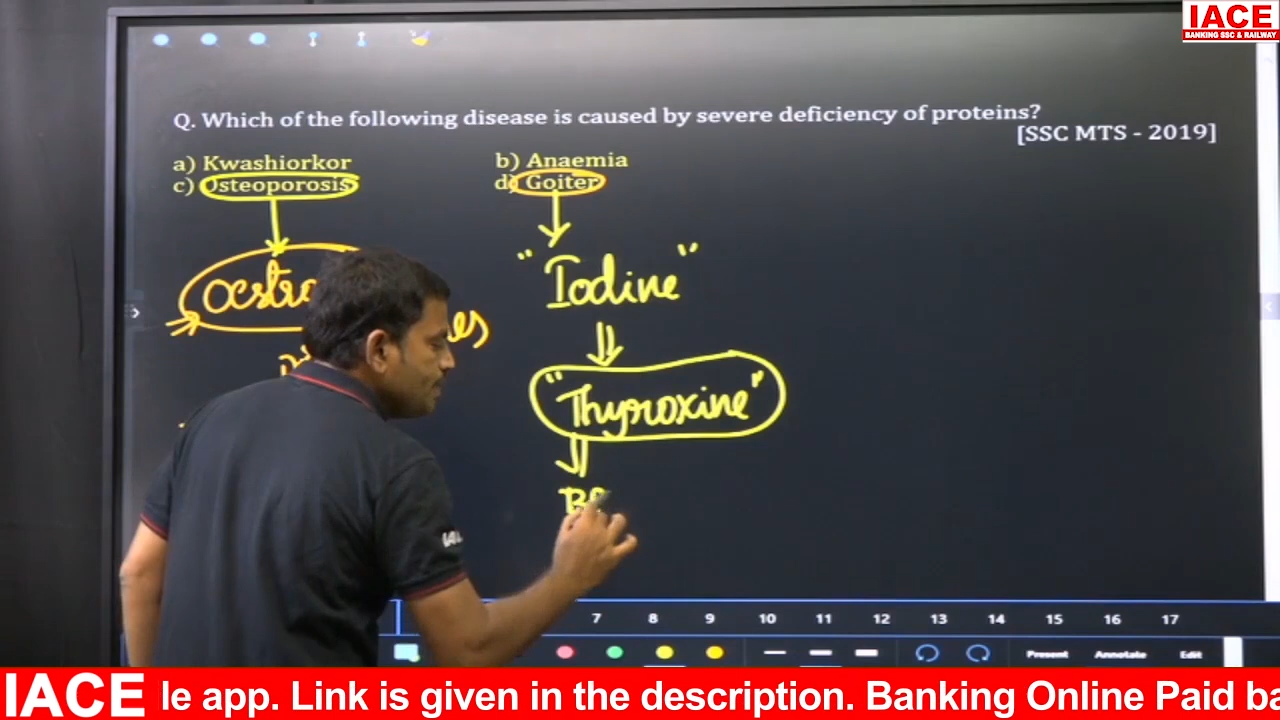 IACE
BANKING SSC & RAILWAY
Q. Which of the following disease is caused by severe deficiency of proteins?
[SSC MTS - 2019]
a) Kwashiorkor
b) Anaemia
c) Osteoporosis
d) Goiter
"Iodine"
"Thyroxine"
7 8 9 10 11 12 13 14 15 16 17
Present Annotate Edit
IACE le app. Link is given in the description. Banking Online Paid ba